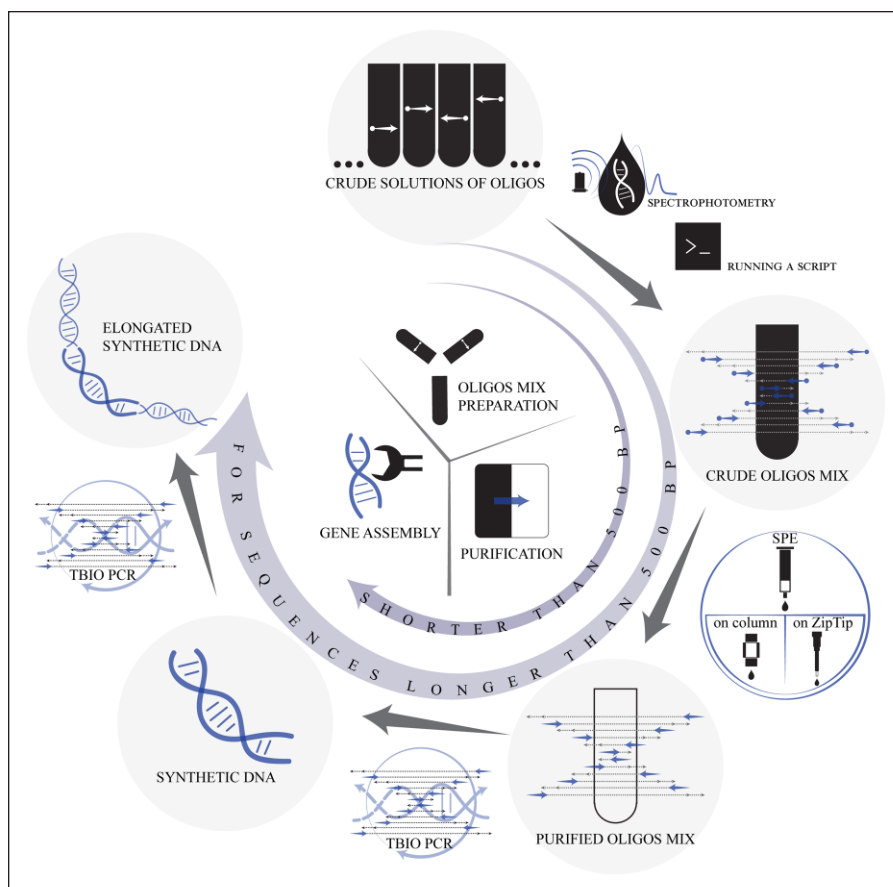 CRUDE SOLUTIONS OF OLIGOS
SPECTROPHOTOMETRY
>_
RUNNING A SCRIPT
CRUDE OLIGOS MIX
SPE
on column
on ZipTip
PURIFIED OLIGOS MIX
TBIO PCR
SYNTHETIC DNA
TBIO PCR
ELONGATED
SYNTHETIC DNA
OLIGOS MIX
PREPARATION
PURIFICATION
GENE ASSEMBLY
SHORTER THAN 500 BP
FOR SEQUENCES LONGER THAN 500 BP